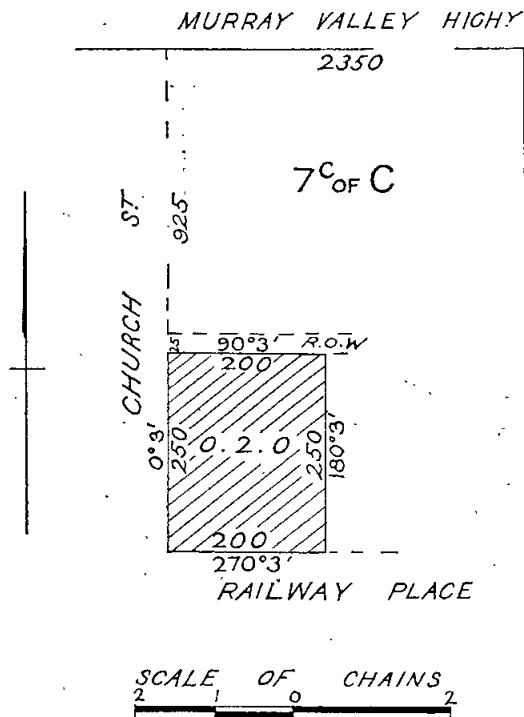 MURRAY VALLEY HIGHY
2350
7C OF C
CHURCH ST
925
25
90°3' R.O.W
200
0°3'
250
0.2.0
250
180°3'
200
270°3'
RAILWAY PLACE
SCALE OF CHAINS
2 1 0 2